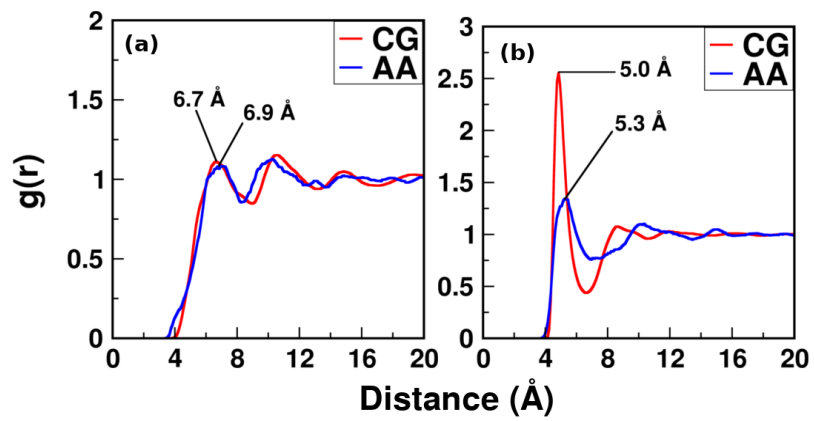 (a)
CG
AA
6.7 Å
6.9 Å
2
1.5
1
0.5
0
0 4 8 12 16 20
g(r)
(b)
CG
AA
5.0 Å
5.3 Å
3
2.5
2
1.5
1
0.5
0
0 4 8 12 16 20
Distance (Å)